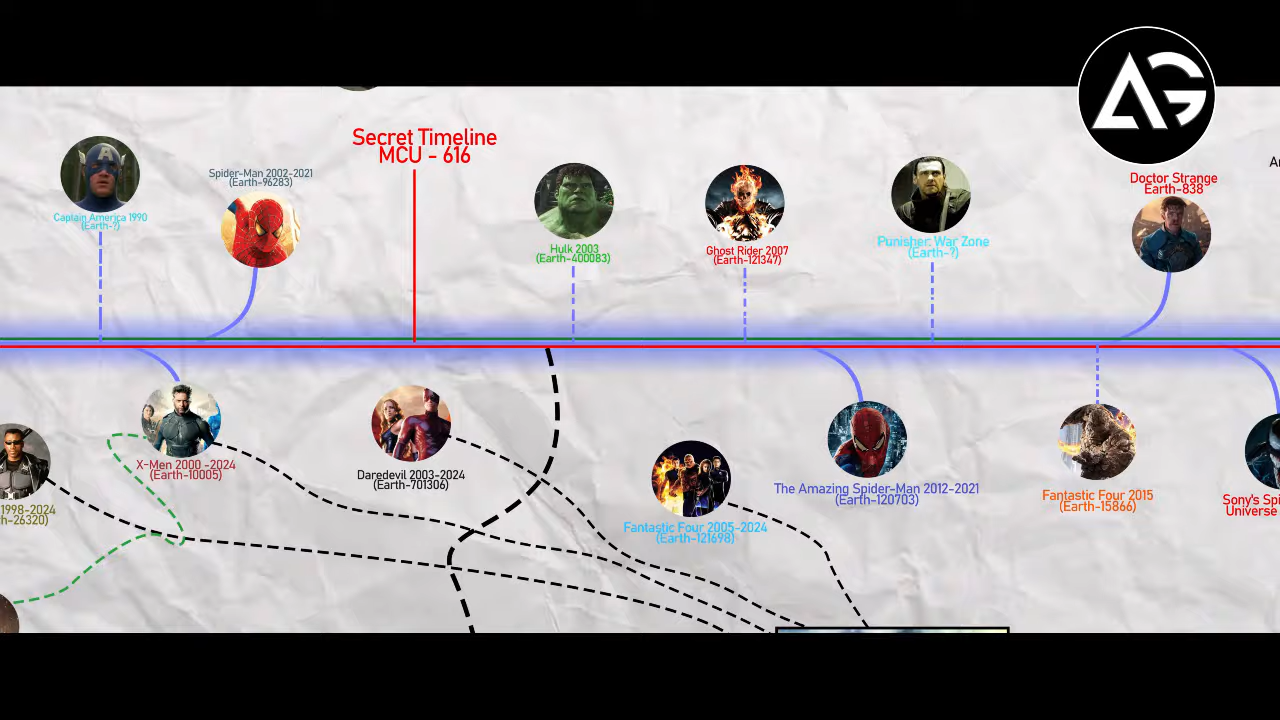 AG
Secret Timeline
MCU - 616
Captain America 1990
(Earth-?)
Spider-Man 2002-2021
(Earth-96283)
Hulk 2003
(Earth-400083)
Ghost Rider 2007
(Earth-121347)
Punisher: War Zone
(Earth-?)
Doctor Strange
Earth-838
1998-2024
X-Men 2000 -2024
(Earth-10005)
Daredevil 2003-2024
(Earth-701306)
Fantastic Four 2005-2024
(Earth-121698)
The Amazing Spider-Man 2012-2021
(Earth-120703)
Fantastic Four 2015
(Earth-15866)
Universe